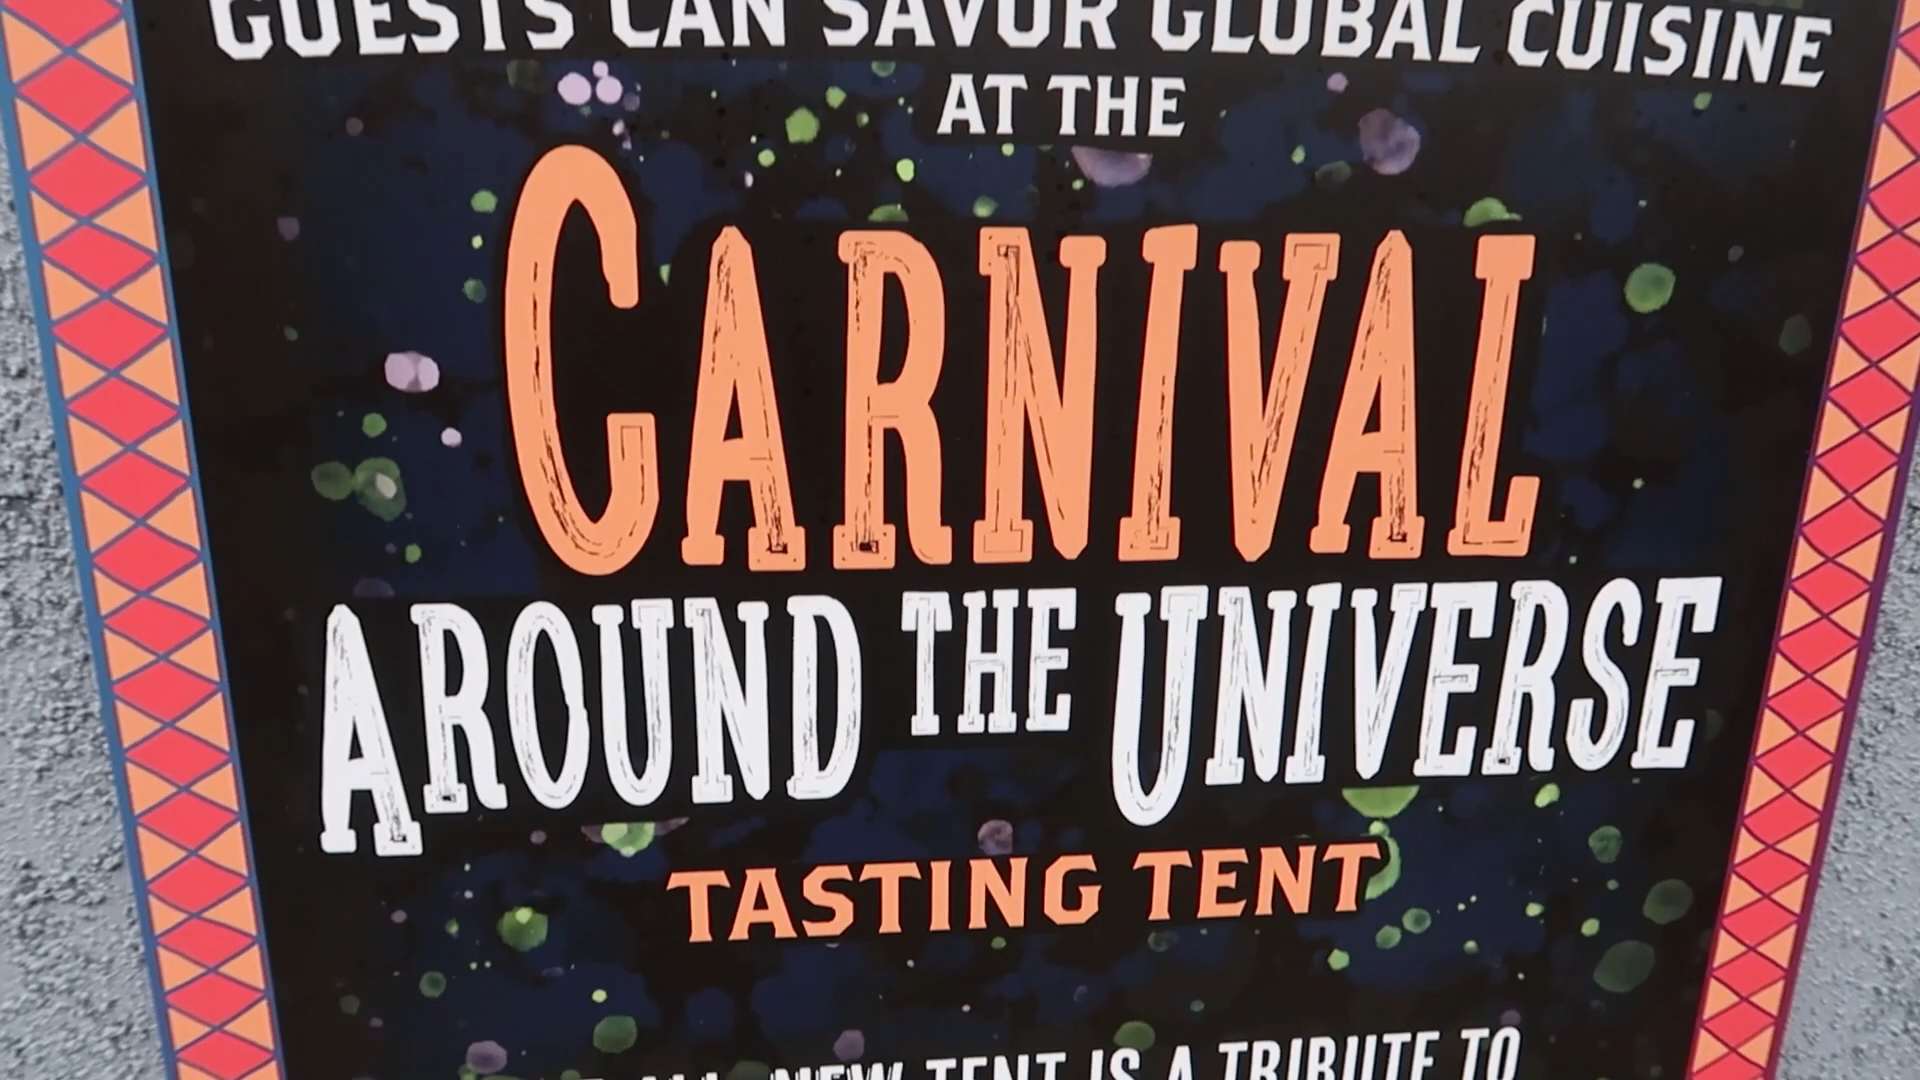 GUESTS CAN SAVOR GLOBAL CUISINE
AT THE
CARNIVAL
AROUND THE UNIVERSE
TASTING TENT
ALL-NEW TENT IS A TRIBUTE TO